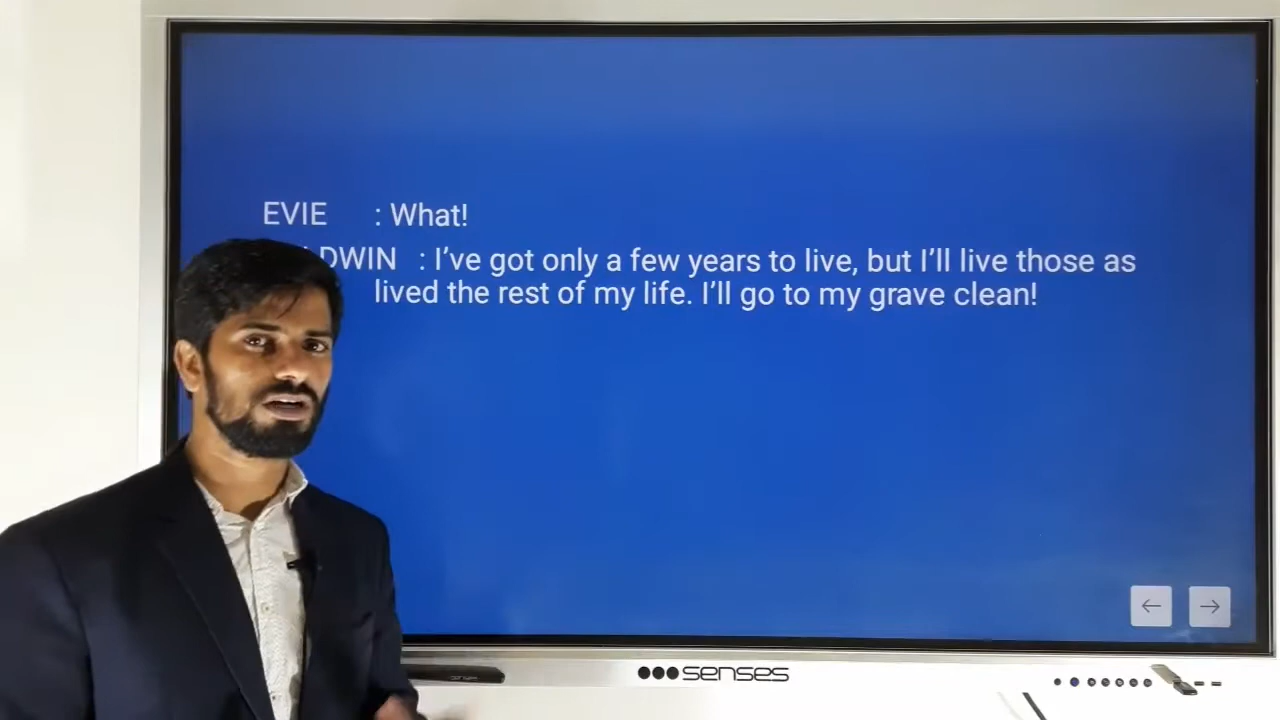 EVIE : What!
DWIN : I've got only a few years to live, but I'll live those as
lived the rest of my life. I'll go to my grave clean!
senses